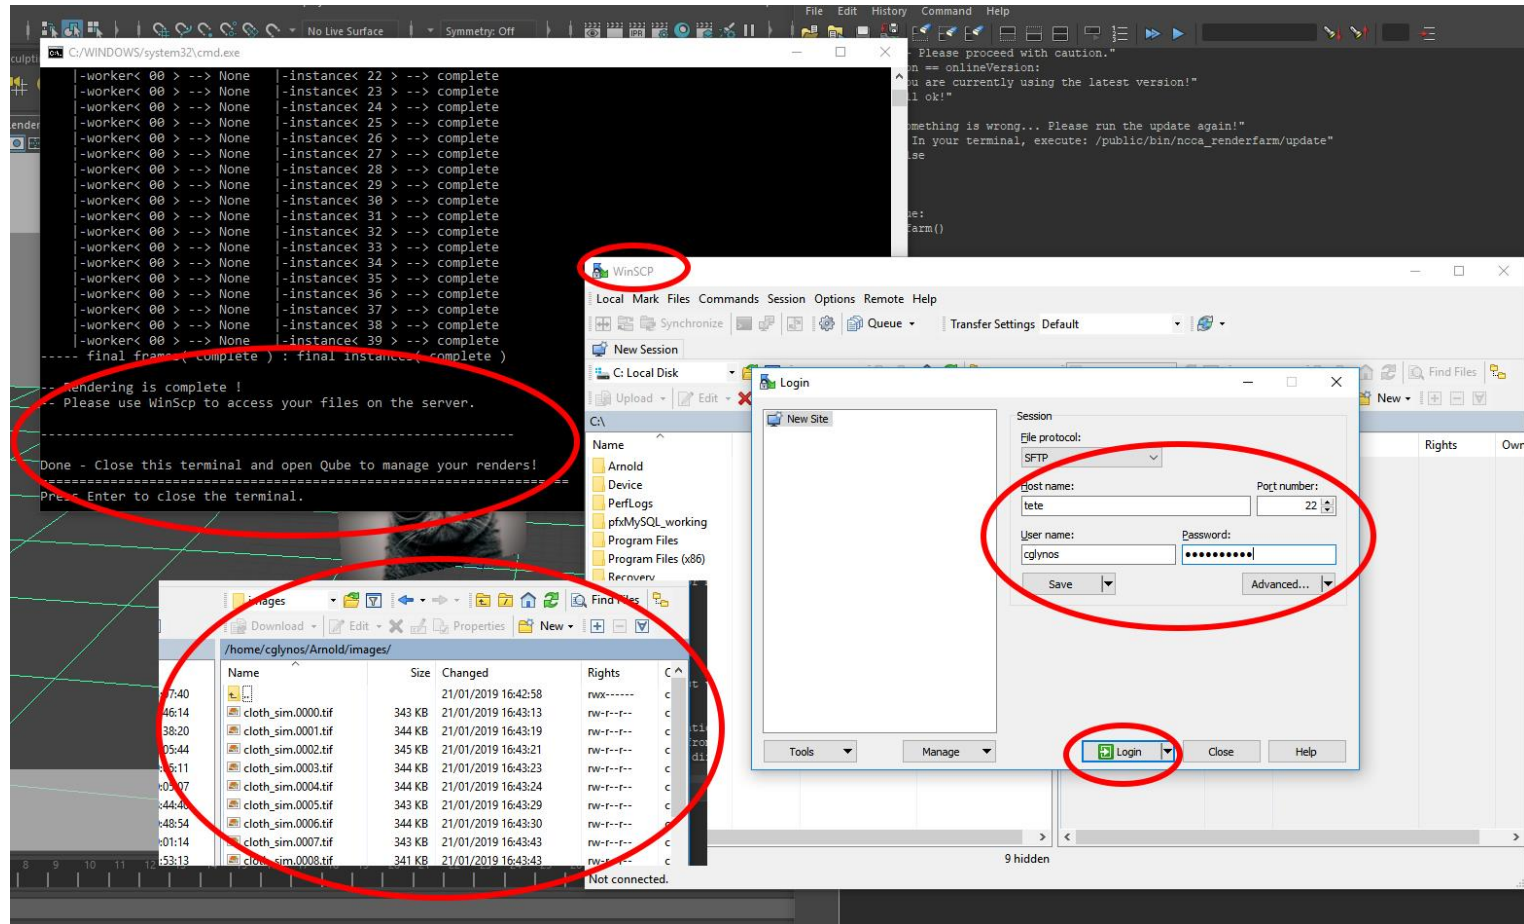 File Edit History Command Help
No Live Surface
Symmetry: Off
IPR
C:/WINDOWS/system32\cmd.exe
|-worker< 00 > --> None |-instance< 22 > --> complete
|-worker< 00 > --> None |-instance< 23 > --> complete
|-worker< 00 > --> None |-instance< 24 > --> complete
|-worker< 00 > --> None |-instance< 25 > --> complete
|-worker< 00 > --> None |-instance< 26 > --> complete
|-worker< 00 > --> None |-instance< 27 > --> complete
|-worker< 00 > --> None |-instance< 28 > --> complete
|-worker< 00 > --> None |-instance< 29 > --> complete
|-worker< 00 > --> None |-instance< 30 > --> complete
|-worker< 00 > --> None |-instance< 31 > --> complete
|-worker< 00 > --> None |-instance< 32 > --> complete
|-worker< 00 > --> None |-instance< 33 > --> complete
|-worker< 00 > --> None |-instance< 34 > --> complete
|-worker< 00 > --> None |-instance< 35 > --> complete
|-worker< 00 > --> None |-instance< 36 > --> complete
|-worker< 00 > --> None |-instance< 37 > --> complete
|-worker< 00 > --> None |-instance< 38 > --> complete
|-worker< 00 > --> None |-instance< 39 > --> complete
----- final frames( complete ) : final instances( complete )
-- Rendering is complete !
-- Please use WinScp to access your files on the server.
Done - Close this terminal and open Qube to manage your renders!
Press Enter to close the terminal.
Please proceed with caution."
on == onlineVersion:
ou are currently using the latest version!"
ll ok!"
omething is wrong... Please run the update again!"
In your terminal, execute: /public/bin/ncca_renderfarm/update"
lse
ue:
farm()
WinSCP
Local Mark Files Commands Session Options Remote Help
Synchronize Queue Transfer Settings Default
New Session
C: Local Disk
Find Files
Upload Edit
New
C:\
Name
Rights
Arnold
Device
PerfLogs
pfxMySQL_working
Program Files
Program Files (x86)
Recovery
9 hidden
Not connected.
Login
New Site
Session
File protocol:
SFTP
Host name:
Port number:
tete
22
User name:
Password:
cglynos
Save
Advanced...
Tools
Manage
Login
Close
Help
images
Find Files
Download Edit Properties New
/home/cglynos/Arnold/images/
Name Size Changed Rights
.. 21/01/2019 16:42:58 rwx------
cloth_sim.0000.tif 343 KB 21/01/2019 16:43:13 rw-r--r--
cloth_sim.0001.tif 344 KB 21/01/2019 16:43:19 rw-r--r--
cloth_sim.0002.tif 345 KB 21/01/2019 16:43:21 rw-r--r--
cloth_sim.0003.tif 344 KB 21/01/2019 16:43:23 rw-r--r--
cloth_sim.0004.tif 344 KB 21/01/2019 16:43:24 rw-r--r--
cloth_sim.0005.tif 343 KB 21/01/2019 16:43:29 rw-r--r--
cloth_sim.0006.tif 344 KB 21/01/2019 16:43:30 rw-r--r--
cloth_sim.0007.tif 343 KB 21/01/2019 16:43:43 rw-r--r--
cloth_sim.0008.tif 341 KB 21/01/2019 16:43:43 rw-r--r--
8 9 10 11 12